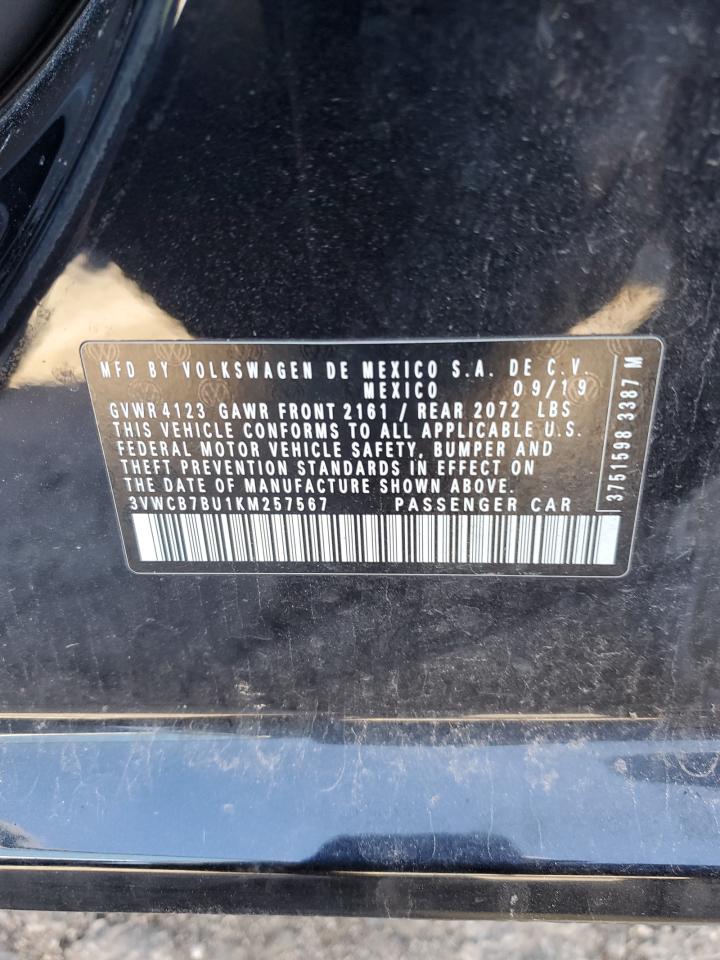 MFD BY VOLKSWAGEN DE MEXICO S.A. DE C.V.
MEXICO 09/19
GVWR 4123 GAWR FRONT 2161 / REAR 2072 LBS
THIS VEHICLE CONFORMS TO ALL APPLICABLE U.S.
FEDERAL MOTOR VEHICLE SAFETY, BUMPER AND
THEFT PREVENTION STANDARDS IN EFFECT ON
THE DATE OF MANUFACTURE SHOWN ABOVE.
3VWCB7BU1KM257567 PASSENGER CAR
3751598 3387 M